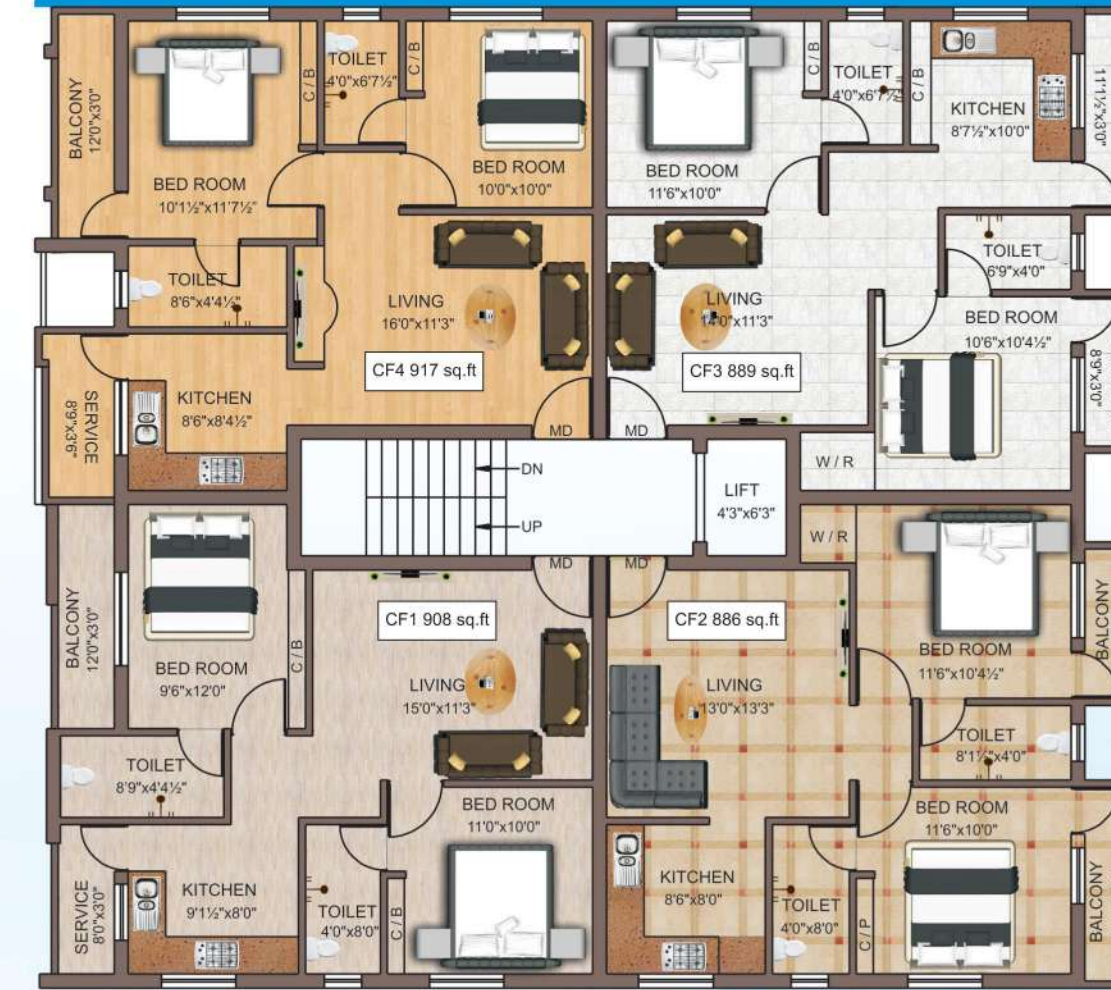 BALCONY
12'0"x3'0"
BED ROOM
10'1½"x11'7½"
C / B
TOILET
4'0"x6'7½"
C / B
BED ROOM
10'0"x10'0"
TOILET
8'6"x4'4½"
LIVING
16'0"x11'3"
CF4 917 sq.ft
KITCHEN
8'6"x8'4½"
SERVICE
8'9"x3'6"
MD
BED ROOM
11'6"x10'0"
C / B
TOILET
4'0"x6'7½"
C / B
KITCHEN
8'7½"x10'0"
11'1½"x3'0"
TOILET
6'9"x4'0"
LIVING
14'0"x11'3"
CF3 889 sq.ft
BED ROOM
10'6"x10'4½"
8'9"x3'0"
MD
W / R
DN
UP
LIFT
4'3"x6'3"
BALCONY
12'0"x3'0"
BED ROOM
9'6"x12'0"
C / B
MD
CF1 908 sq.ft
LIVING
15'0"x11'3"
TOILET
8'9"x4'4½"
BED ROOM
11'0"x10'0"
SERVICE
8'0"x3'0"
KITCHEN
9'1½"x8'0"
TOILET
4'0"x8'0"
C / B
MD
W / R
CF2 886 sq.ft
LIVING
13'0"x13'3"
BED ROOM
11'6"x10'4½"
BALCONY
TOILET
8'1½"x4'0"
BED ROOM
11'6"x10'0"
KITCHEN
8'6"x8'0"
TOILET
4'0"x8'0"
C / P
BALCONY